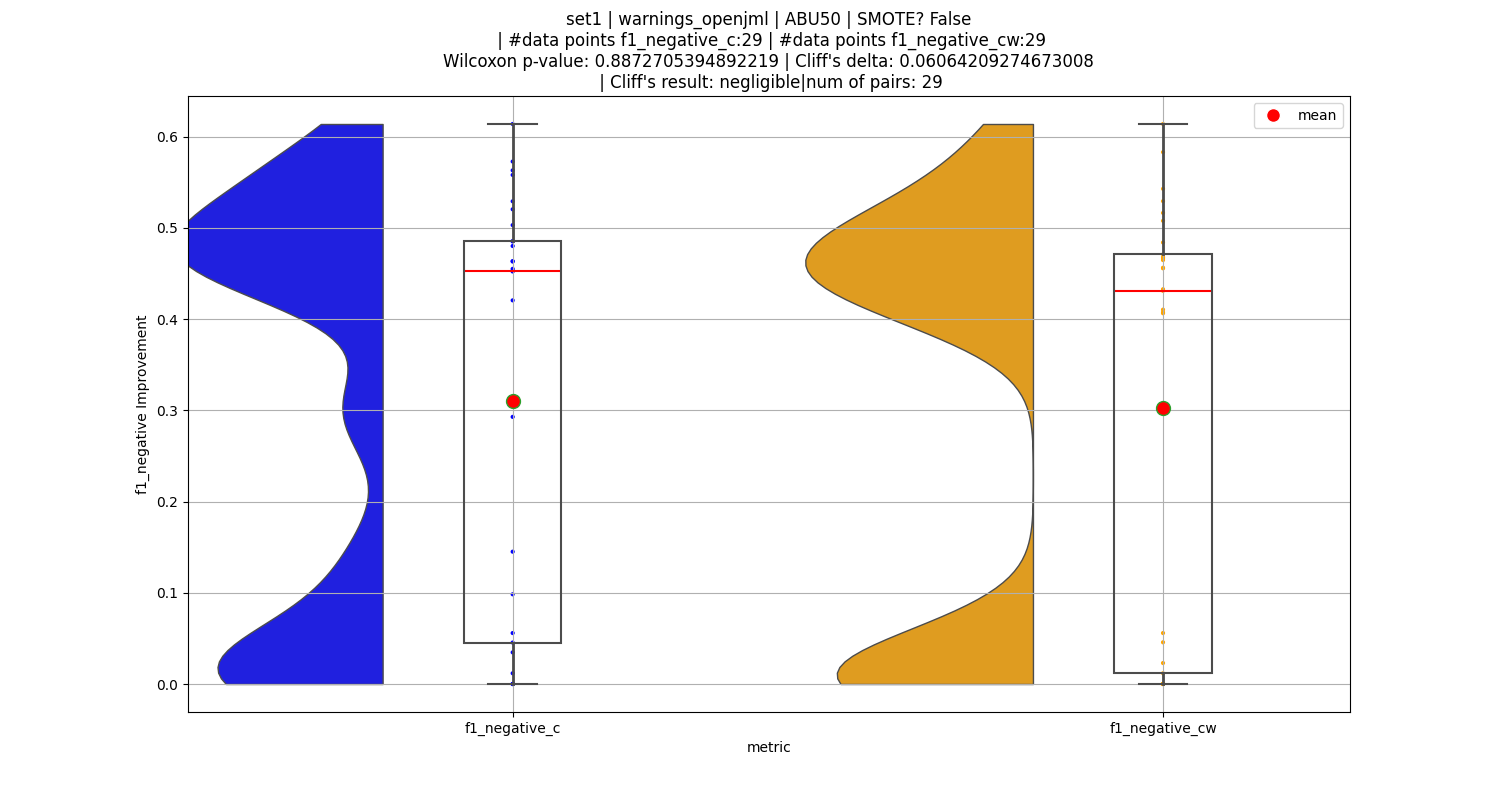 set1 | warnings_openjml | ABU50 | SMOTE? False
| #data points f1_negative_c:29 | #data points f1_negative_cw:29
Wilcoxon p-value: 0.8872705394892219 | Cliff's delta: 0.06064209274673008
| Cliff's result: negligible|num of pairs: 29
mean
f1_negative Improvement
0.6
0.5
0.4
0.3
0.2
0.1
0.0
f1_negative_c
f1_negative_cw
metric